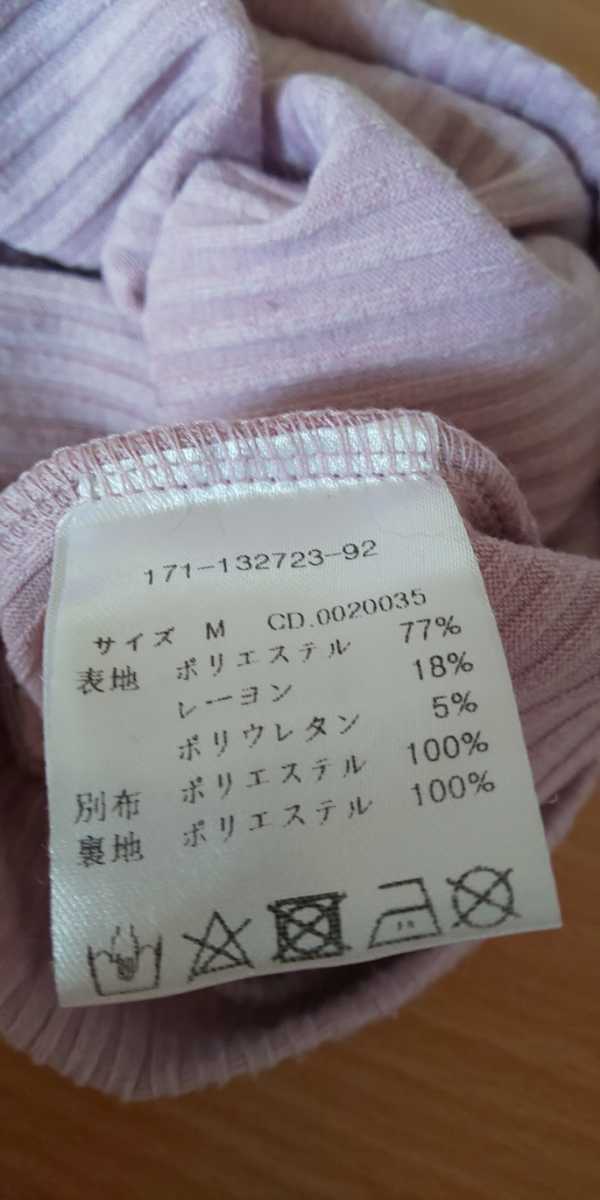 171-132723-92
サイズ M CD.0020035
表地 ポリエステル 77%
レーヨン 18%
ポリウレタン 5%
別布 ポリエステル 100%
裏地 ポリエステル 100%